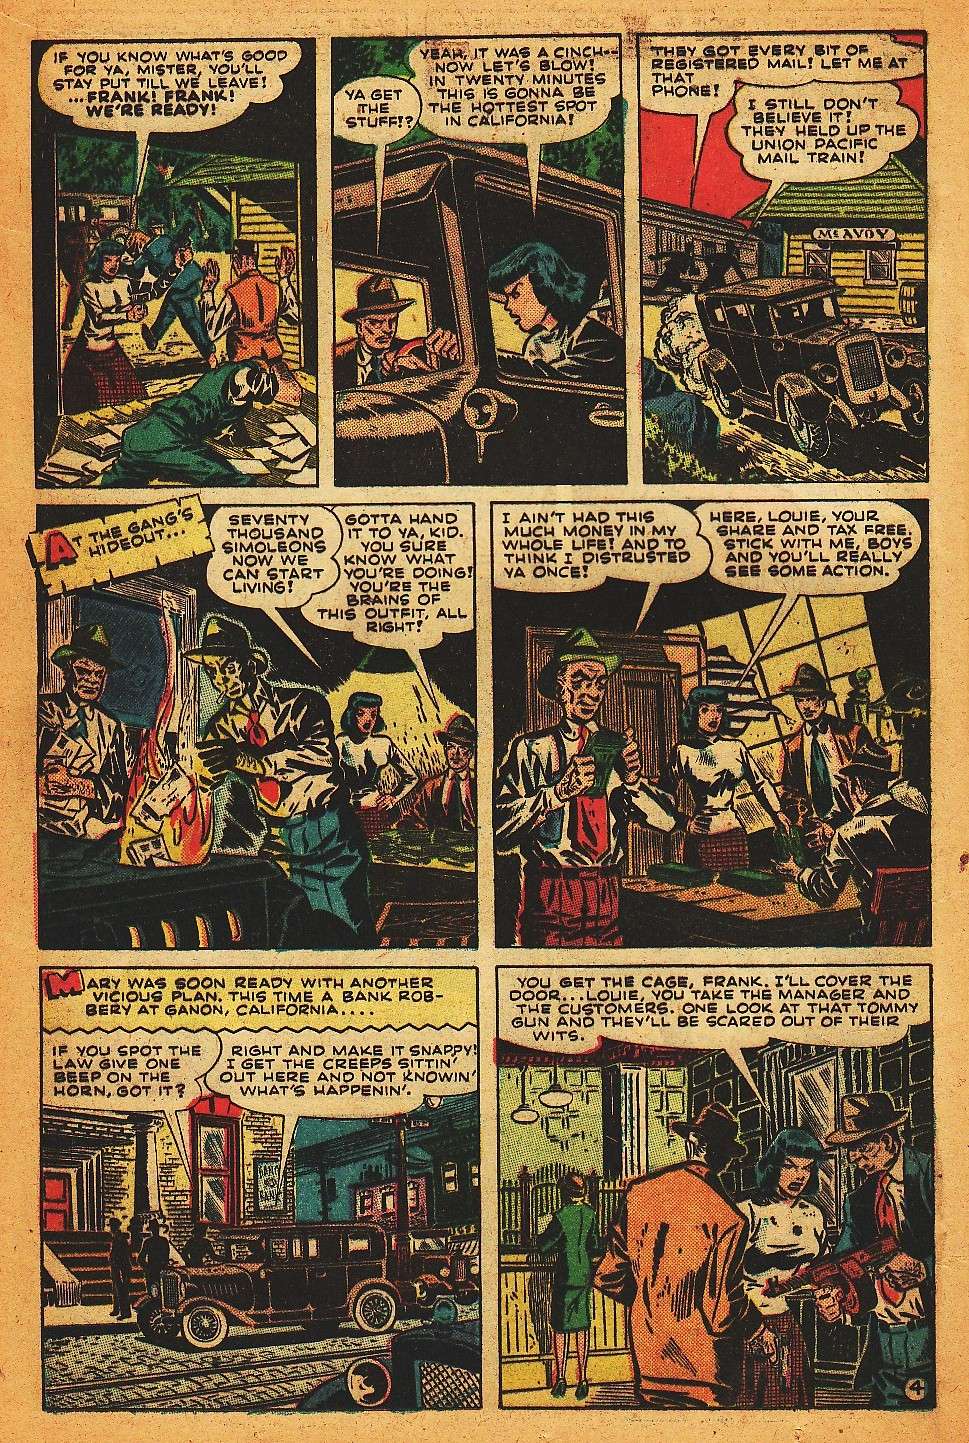 IF YOU KNOW WHAT'S GOOD
FOR YA, MISTER, YOU'LL
STAY PUT TILL WE LEAVE!
...FRANK! FRANK!
WE'RE READY!
YA GET
THE
STUFF!?
YEAH, IT WAS A CINCH--
NOW LET'S BLOW!
IN TWENTY MINUTES
THIS IS GONNA BE
THE HOTTEST SPOT
IN CALIFORNIA!
THEY GOT EVERY BIT OF
REGISTERED MAIL! LET ME AT
THAT
PHONE!
I STILL DON'T
BELIEVE IT!
THEY HELD UP THE
UNION PACIFIC
MAIL TRAIN!
McAVOY
AT THE GANG'S
HIDEOUT...
SEVENTY
THOUSAND
SIMOLEONS
NOW WE
CAN START
LIVING!
GOTTA HAND
IT TO YA, KID.
YOU SURE
KNOW WHAT
YOU'RE DOING!
YOU'RE THE
BRAINS OF
THIS OUTFIT, ALL
RIGHT!
I AIN'T HAD THIS
MUCH MONEY IN MY
WHOLE LIFE! AND TO
THINK I DISTRUSTED
YA ONCE!
HERE, LOUIE, YOUR
SHARE AND TAX FREE.
STICK WITH ME, BOYS
AND YOU'LL REALLY
SEE SOME ACTION.
MARY WAS SOON READY WITH ANOTHER
VICIOUS PLAN. THIS TIME A BANK ROB-
BERY AT GANON, CALIFORNIA....
IF YOU SPOT THE
LAW GIVE ONE
BEEP ON THE
HORN, GOT IT?
RIGHT AND MAKE IT SNAPPY!
I GET THE CREEPS SITTIN'
OUT HERE AND NOT KNOWIN'
WHAT'S HAPPENIN'.
YOU GET THE CAGE, FRANK. I'LL COVER THE
DOOR...LOUIE, YOU TAKE THE MANAGER AND
THE CUSTOMERS. ONE LOOK AT THAT TOMMY
GUN AND THEY'LL BE SCARED OUT OF THEIR
WITS.
4